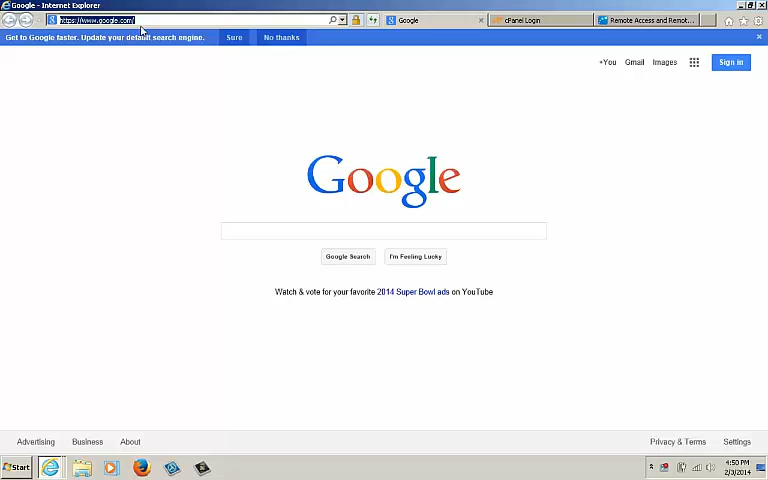 Google - Internet Explorer
https://www.google.com/
Google
cPanel Login
Remote Access and Remot...
Get to Google faster. Update your default search engine.
Sure
No thanks
+You
Gmail
Images
Sign in
Google
Google Search
I'm Feeling Lucky
Watch & vote for your favorite 2014 Super Bowl ads on YouTube
Advertising
Business
About
Privacy & Terms
Settings
Start
4:50 PM
2/3/2014